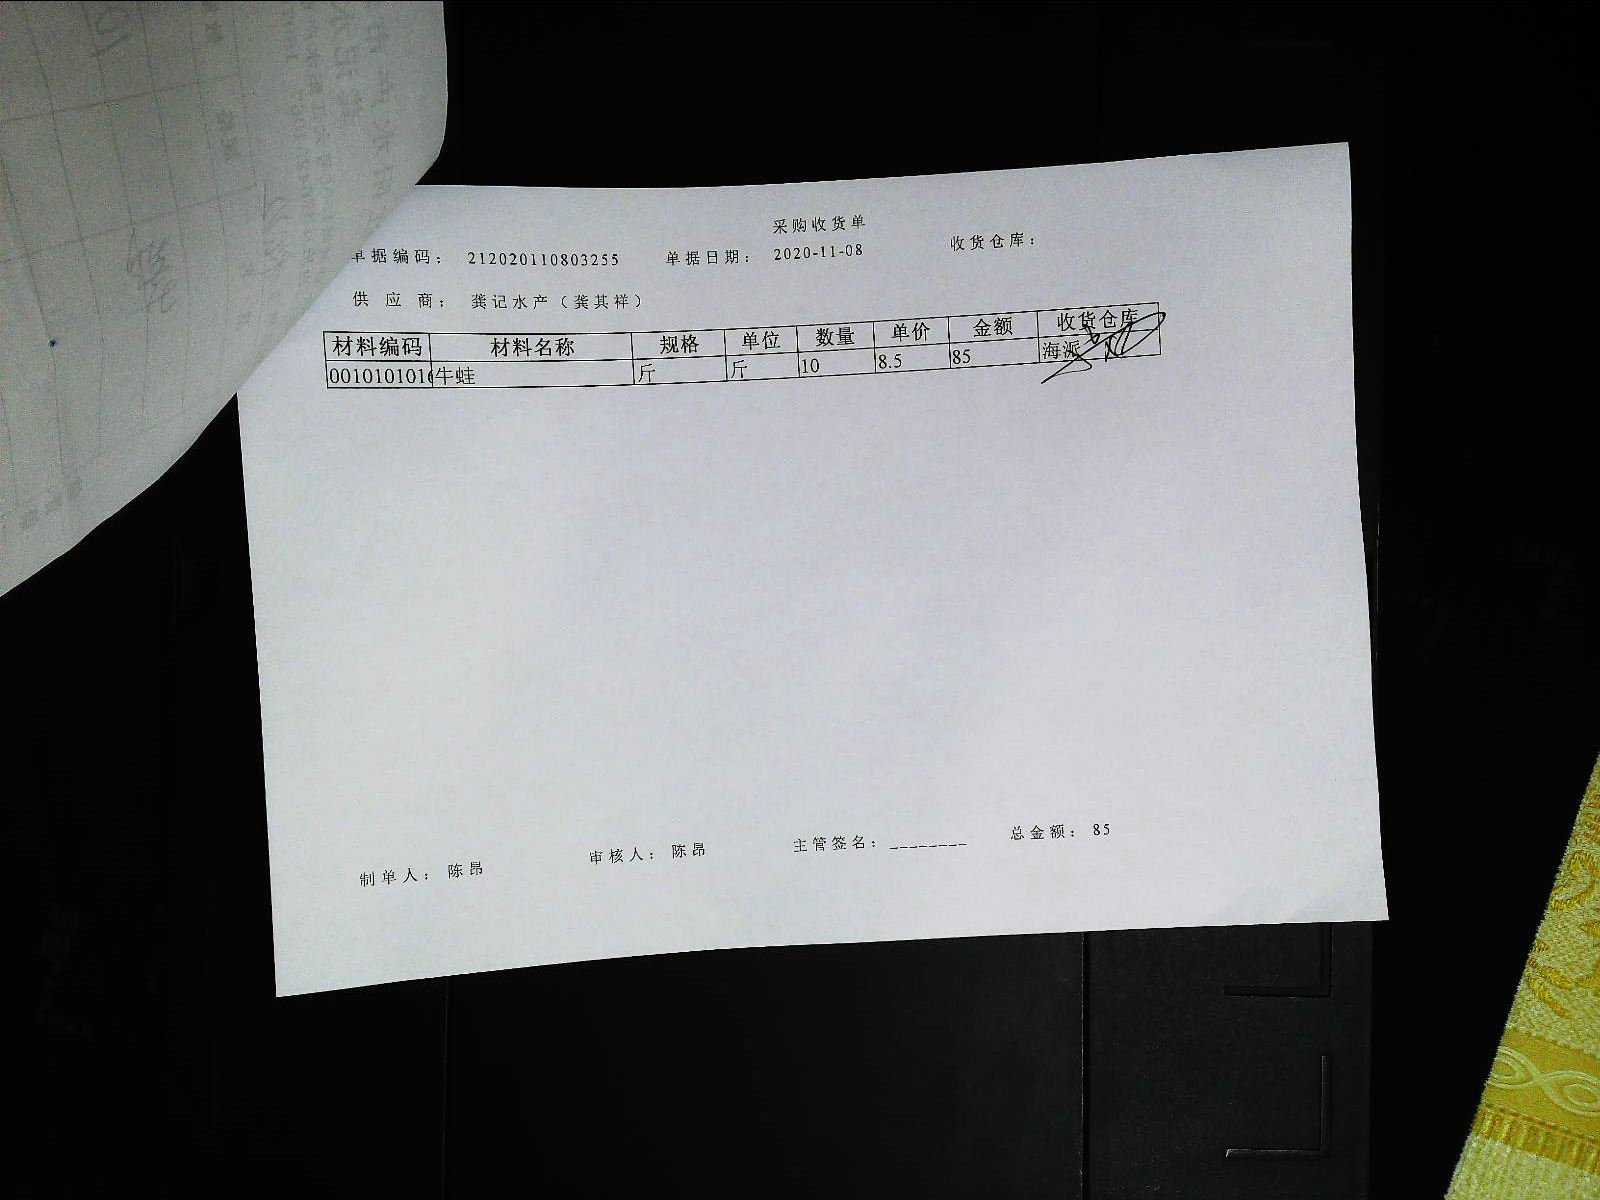 采购收货单
单据编码： 212020110803255 单据日期： 2020-11-08 收货仓库：
供 应 商： 龚记水产（龚其祥）
材料编码 材料名称 规格 单位 数量 单价 金额 收货仓库
001010101 牛蛙 斤 斤 10 8.5 85 海派
制单人： 陈昂 审核人： 陈昂 主管签名：________ 总金额： 85